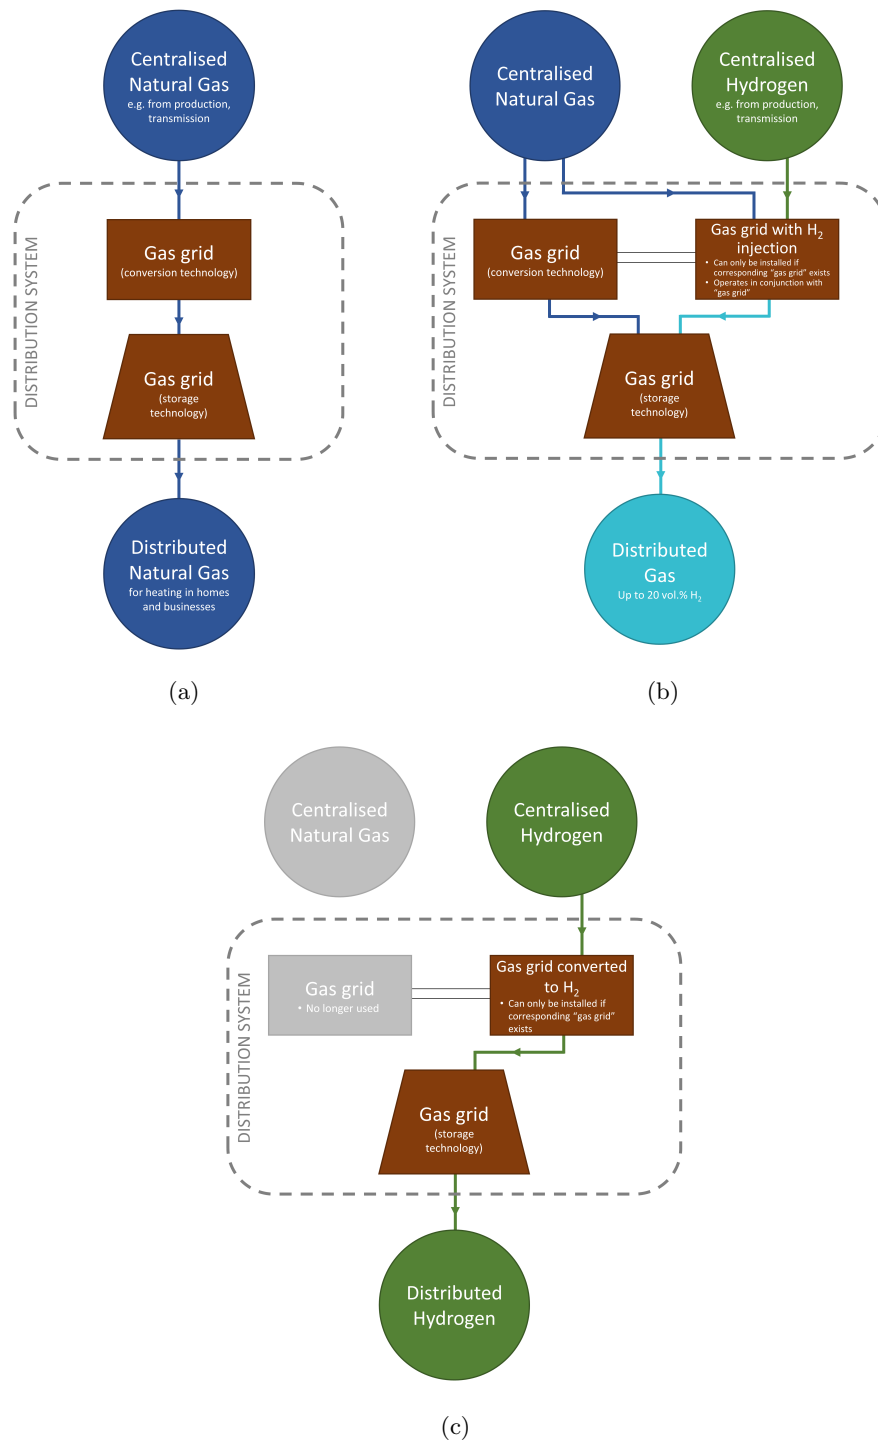 Centralised
Natural Gas
e.g. from production,
transmission
DISTRIBUTION SYSTEM
Gas grid
(conversion technology)
Gas grid
(storage
technology)
Distributed
Natural Gas
for heating in homes
and businesses
(a)
Centralised
Natural Gas
Centralised
Hydrogen
e.g. from production,
transmission
DISTRIBUTION SYSTEM
Gas grid
(conversion technology)
Gas grid with H2
injection
• Can only be installed if
corresponding "gas grid" exists
• Operates in conjunction with
"gas grid"
Gas grid
(storage
technology)
Distributed
Gas
Up to 20 vol.% H2
(b)
Centralised
Natural Gas
Centralised
Hydrogen
DISTRIBUTION SYSTEM
Gas grid
• No longer used
Gas grid converted
to H2
• Can only be installed if
corresponding "gas grid"
exists
Gas grid
(storage
technology)
Distributed
Hydrogen
(c)